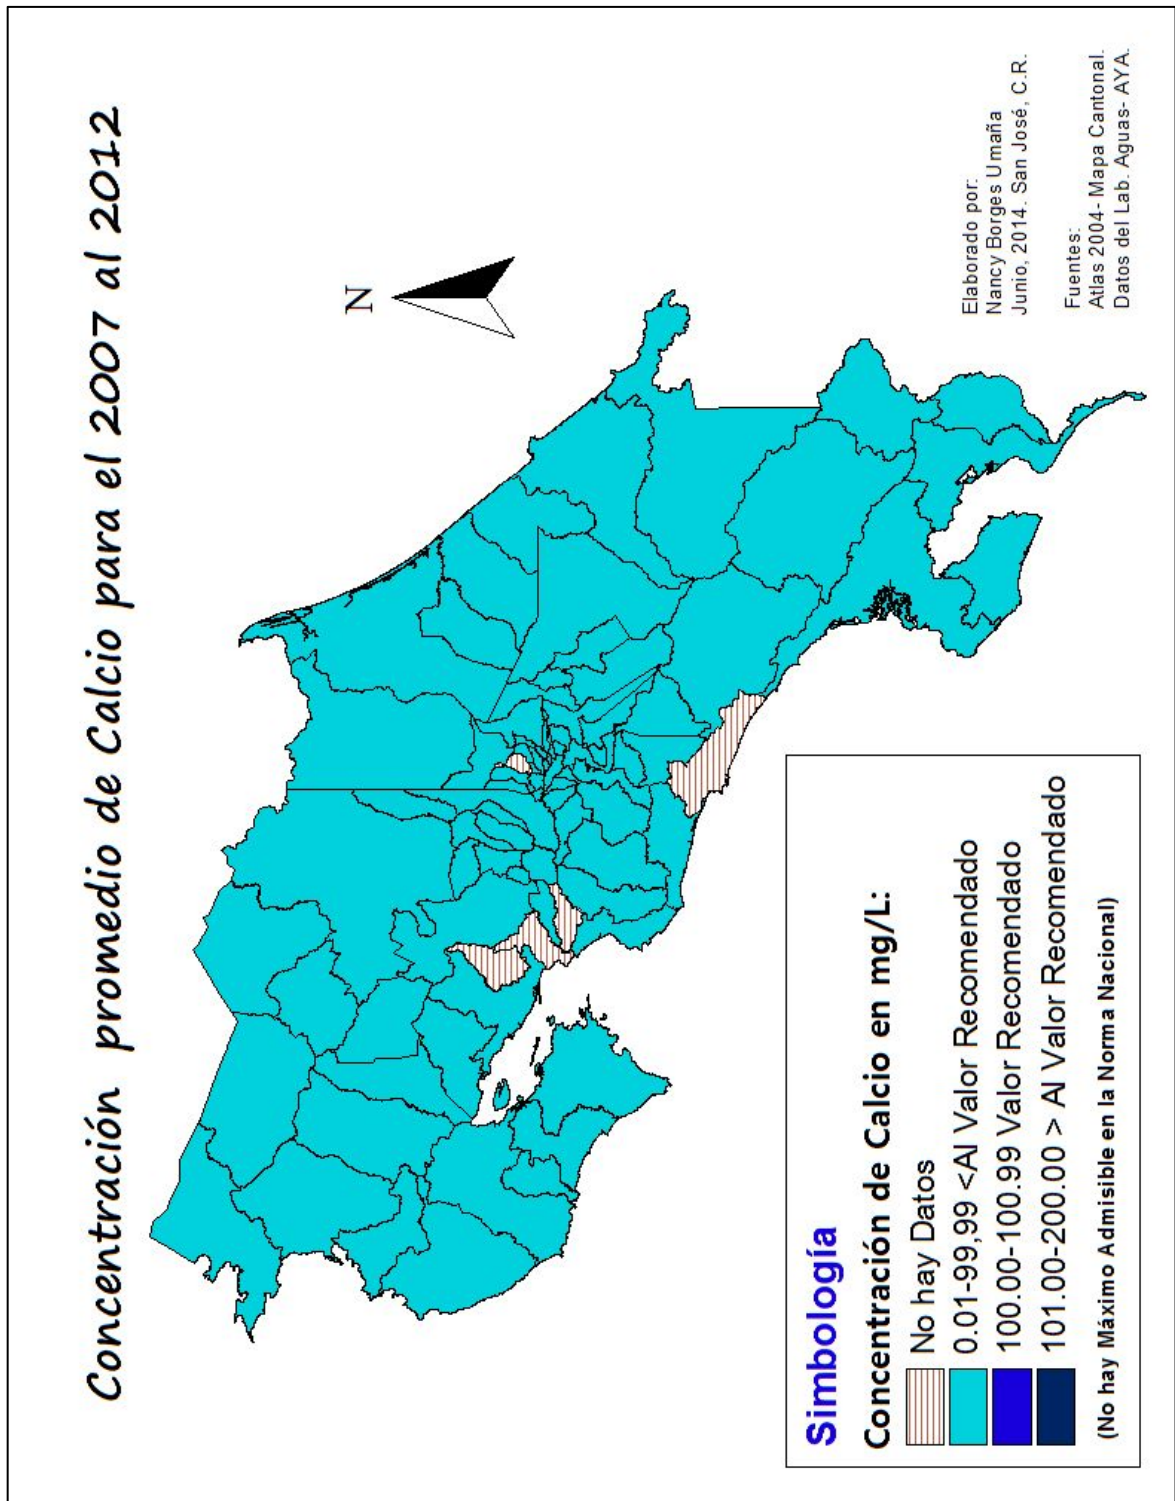 Concentración promedio de Calcio para el 2007 al 2012
N
Simbología
Concentración de Calcio en mg/L:
No hay Datos
0.01-99,99 <Al Valor Recomendado
100.00-100.99 Valor Recomendado
101.00-200.00 > Al Valor Recomendado
(No hay Máximo Admisible en la Norma Nacional)
Elaborado por:
Nancy Borges Umaña
Junio, 2014. San José, C.R.
Fuentes:
Atlas 2004- Mapa Cantonal.
Datos del Lab. Aguas- AYA.